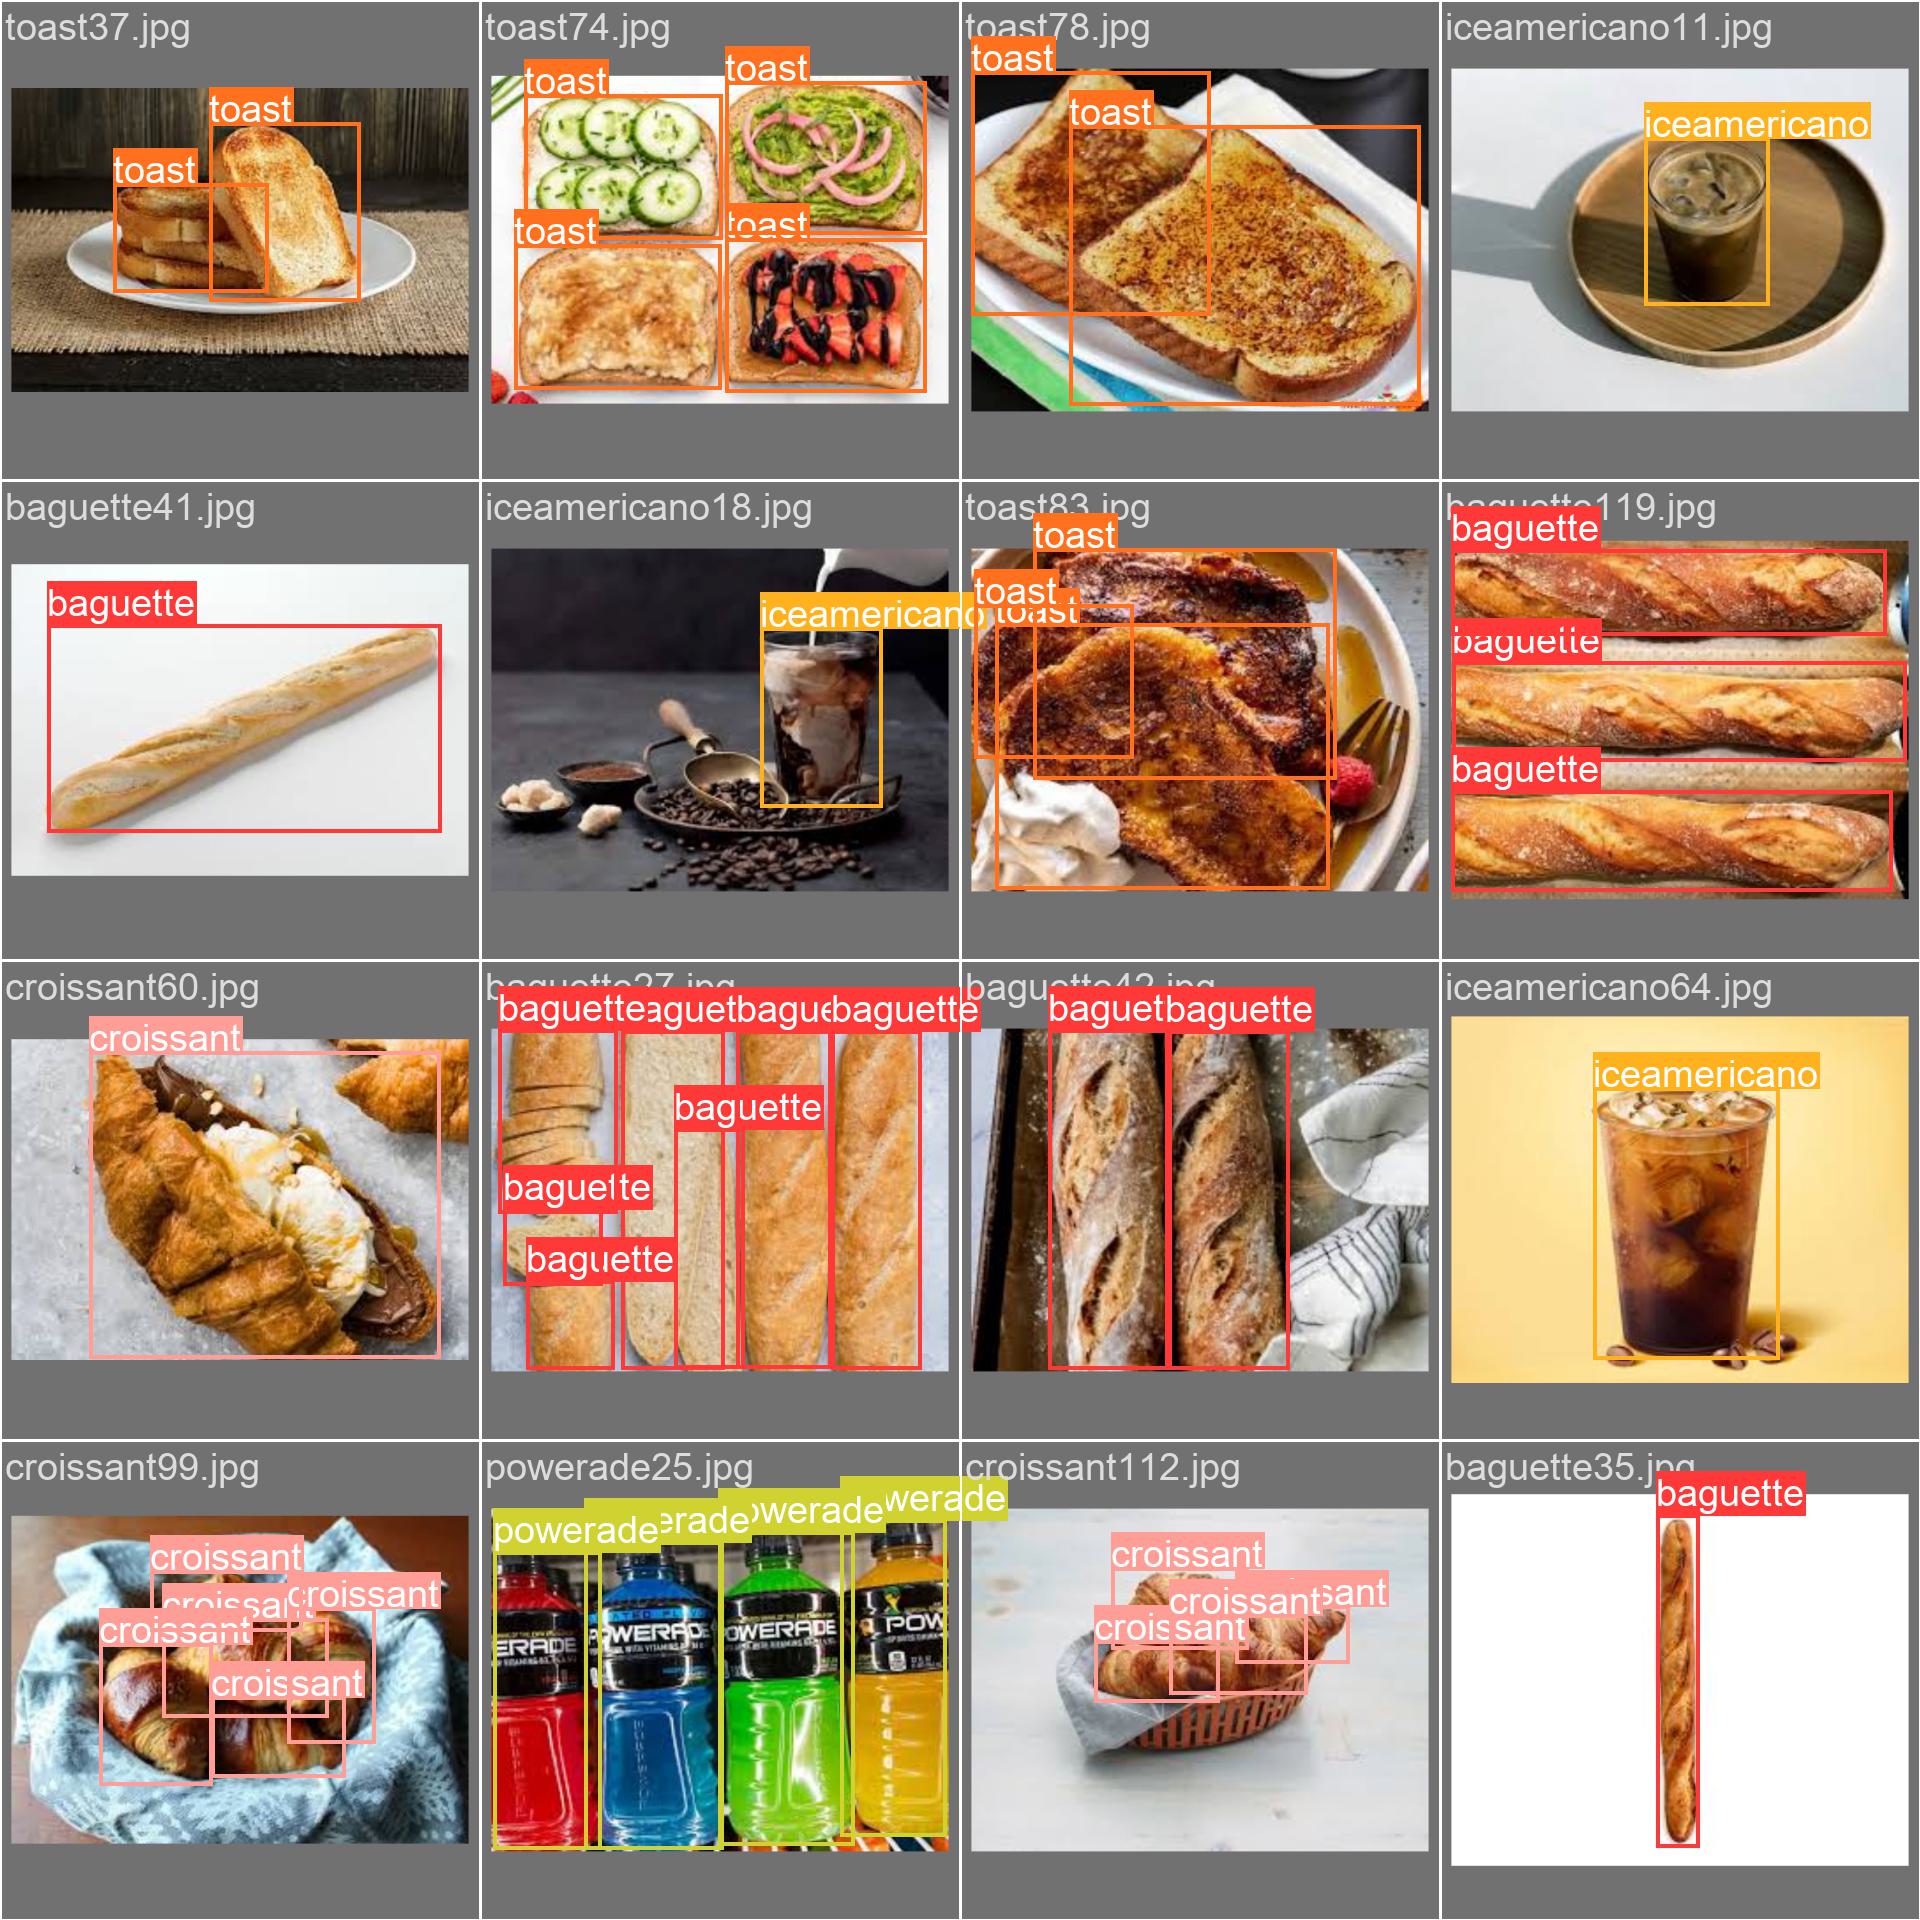 toast37.jpg
toast
toast
toast74.jpg
toast
toast
toast
toast
toast78.jpg
toast
toast
iceamericano11.jpg
iceamericano
baguette41.jpg
baguette
iceamericano18.jpg
iceamericano
toast83.jpg
toast
toast
toast
baguette119.jpg
baguette
baguette
baguette
croissant60.jpg
croissant
baguette27.jpg
baguette
aguet
bague
baguette
baguette
baguette
baguette
baguette42.jpg
baguet
baguette
iceamericano64.jpg
iceamericano
croissant99.jpg
croissant
croissant
croissant
croissant
croissant
powerade25.jpg
powerade
erade
owerade
werade
ERADE
POWERADE
POWERADE
POW
croissant112.jpg
croissant
sant
croissant
croissant
baguette35.jpg
baguette